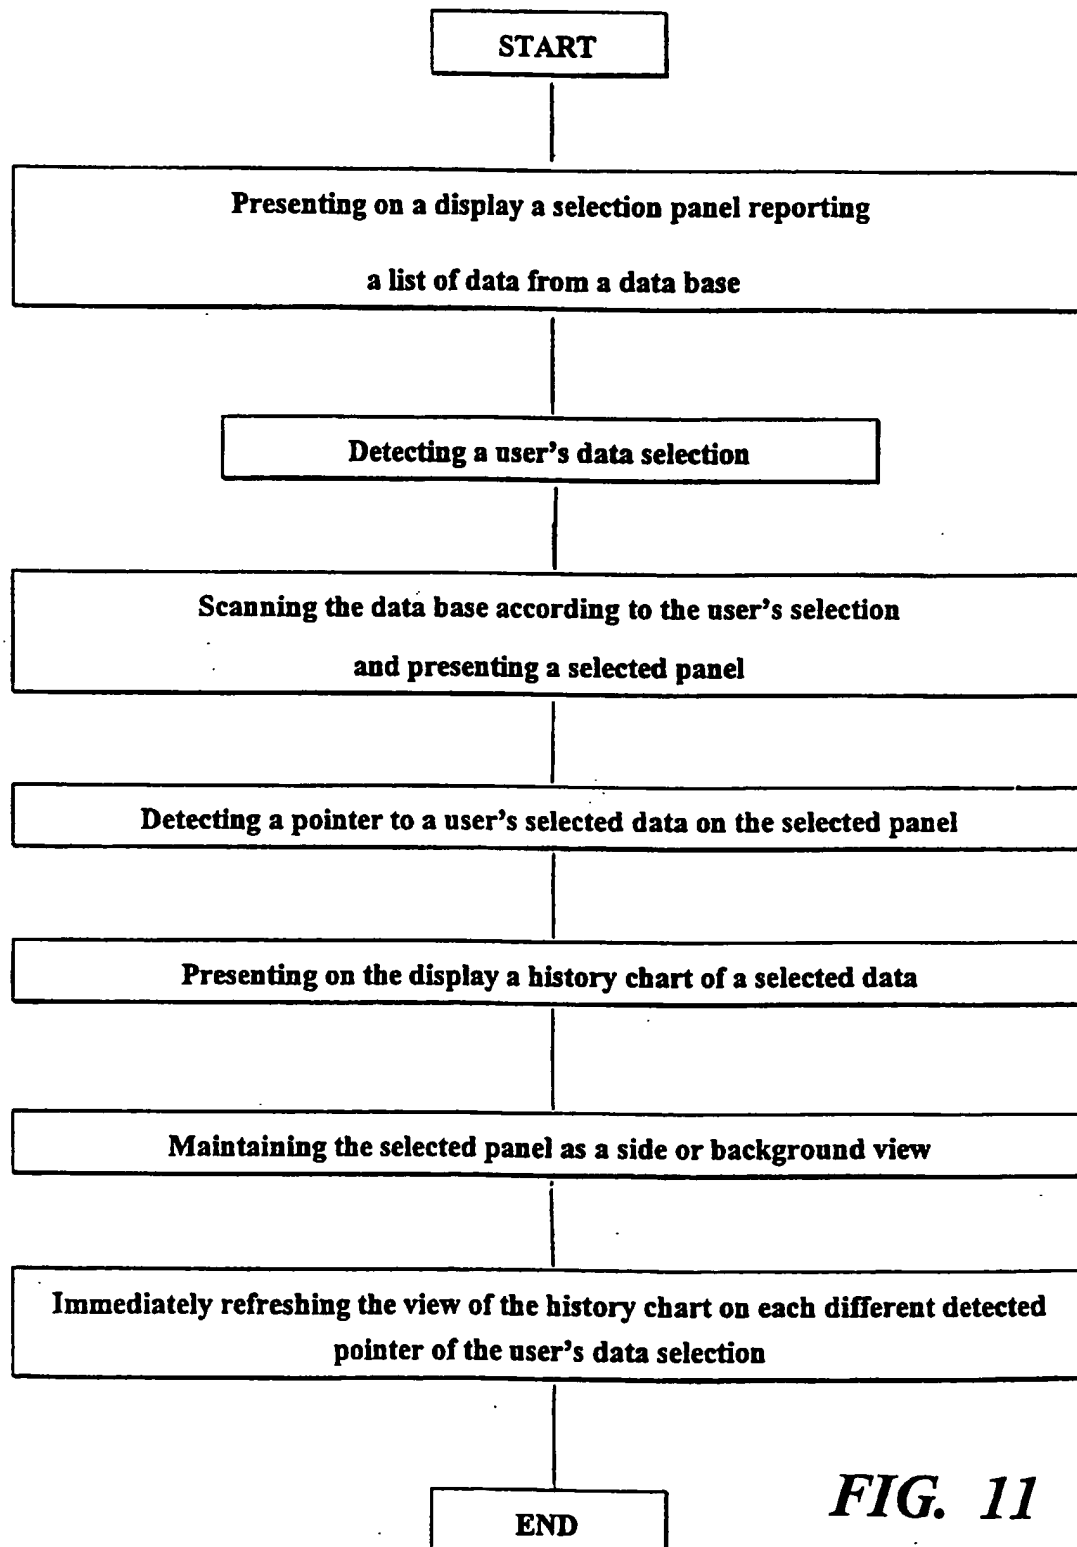 START
Presenting on a display a selection panel reporting
a list of data from a data base
Detecting a user's data selection
Scanning the data base according to the user's selection
and presenting a selected panel
Detecting a pointer to a user's selected data on the selected panel
Presenting on the display a history chart of a selected data
Maintaining the selected panel as a side or background view
Immediately refreshing the view of the history chart on each different detected
pointer of the user's data selection
END
FIG. 11